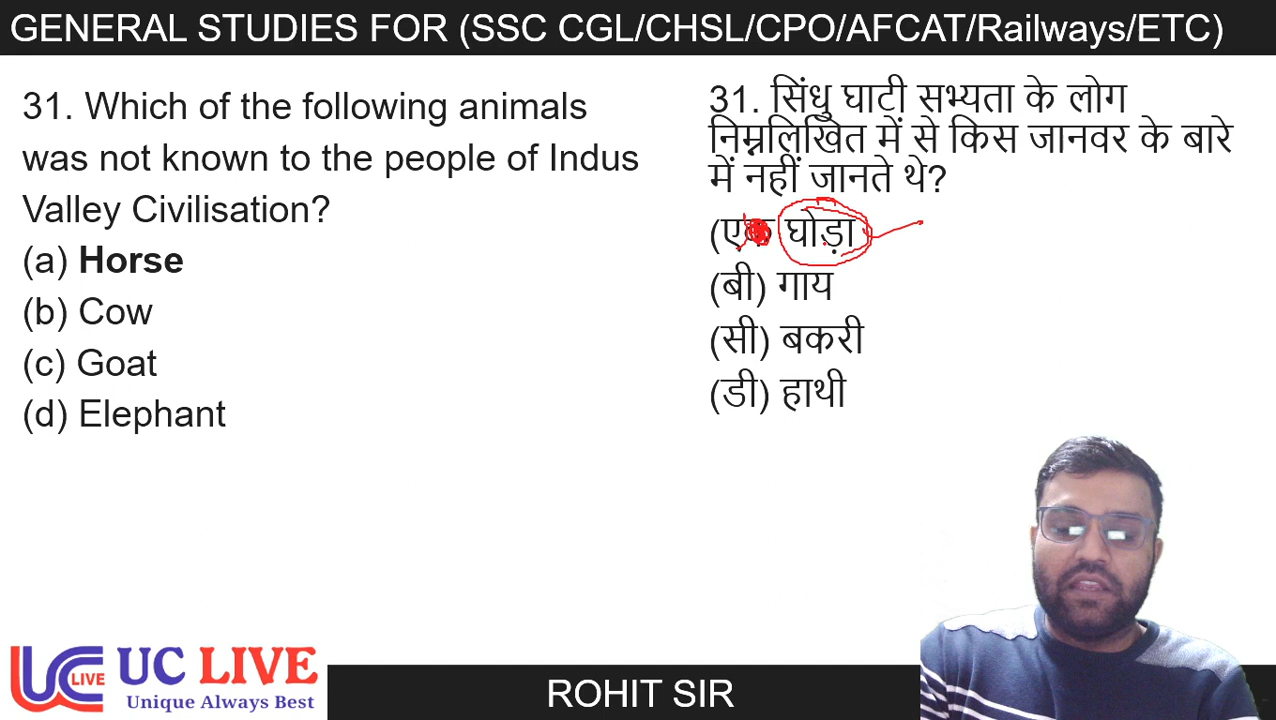 GENERAL STUDIES FOR (SSC CGL/CHSL/CPO/AFCAT/Railways/ETC)
31. Which of the following animals
was not known to the people of Indus
Valley Civilisation?
(a) Horse
(b) Cow
(c) Goat
(d) Elephant
31. सिंधु घाटी सभ्यता के लोग
निम्नलिखित में से किस जानवर के बारे
में नहीं जानते थे?
(एक घोड़ा
(बी) गाय
(सी) बकरी
(डी) हाथी
LIVE
UC LIVE
Unique Always Best
ROHIT SIR